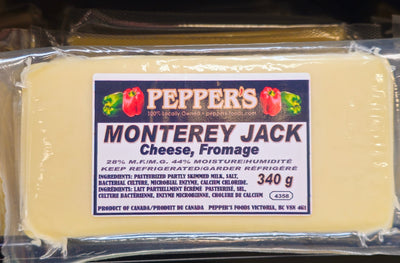 PEPPER'S
100% Locally Owned • peppers-foods.com
MONTEREY JACK
Cheese, Fromage
28% M.F./M.G. 44% MOISTURE/HUMIDITÉ
KEEP REFRIGERATED/GARDER RÉFRIGÉRÉ
INGREDIENTS: PASTEURIZED PARTLY SKIMMED MILK, SALT,
BACTERIAL CULTURE, MICROBIAL ENZYME, CALCIUM CHLORIDE.
340 g
INGRÉDIENTS: LAIT PARTIELLEMENT ÉCRÉMÉ PASTEURISÉ, SEL,
CULTURE BACTÉRIENNE, ENZYME MICROBIENNE, CHLORURE DE CALCIUM
4356
PRODUCT OF CANADA/PRODUIT DU CANADA PEPPER'S FOODS VICTORIA, BC V8N 4G1